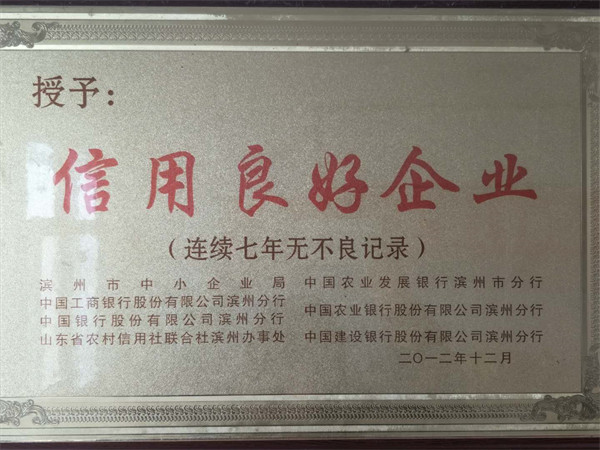 授予：
信用良好企业
（连续七年无不良记录）
滨州市中小企业局
中国工商银行股份有限公司滨州分行
中国银行股份有限公司滨州分行
山东省农村信用社联合社滨州办事处
中国农业发展银行滨州市分行
中国农业银行股份有限公司滨州分行
中国建设银行股份有限公司滨州分行
二〇一二年十二月